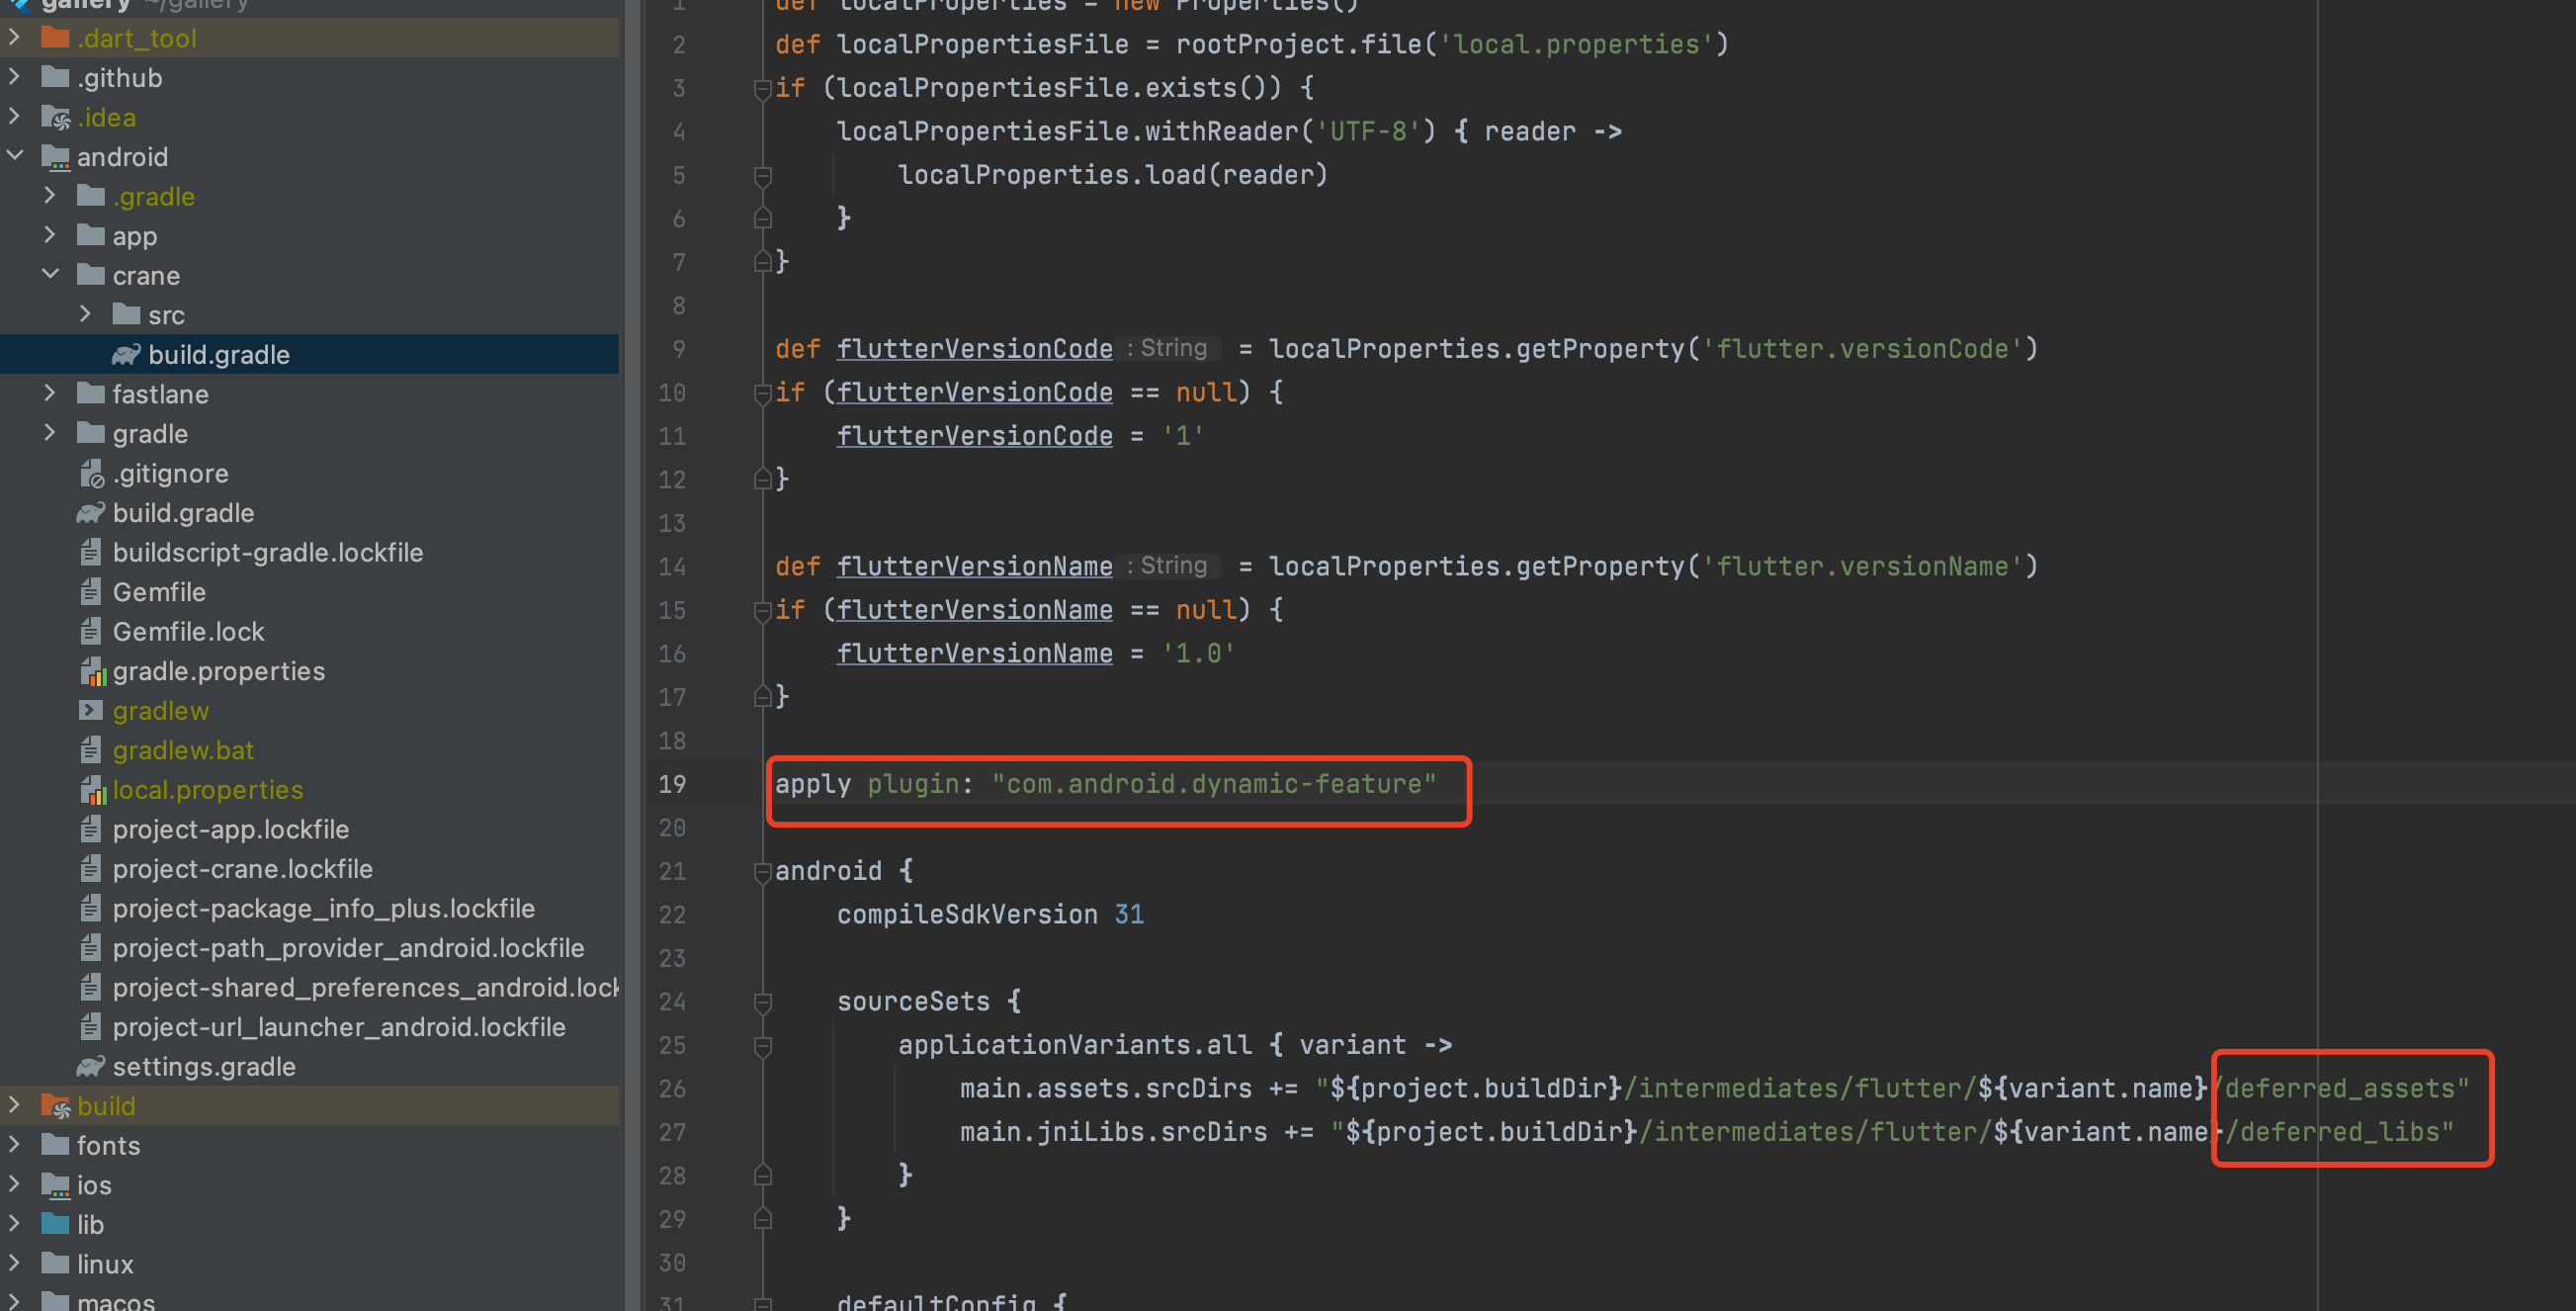 gallery ~/gallery
.dart_tool
.github
.idea
android
.gradle
app
crane
src
build.gradle
fastlane
gradle
.gitignore
build.gradle
buildscript-gradle.lockfile
Gemfile
Gemfile.lock
gradle.properties
gradlew
gradlew.bat
local.properties
project-app.lockfile
project-crane.lockfile
project-package_info_plus.lockfile
project-path_provider_android.lockfile
project-shared_preferences_android.lock
project-url_launcher_android.lockfile
settings.gradle
build
fonts
ios
lib
linux
macos
1 def localProperties = new Properties()
2 def localPropertiesFile = rootProject.file('local.properties')
3 if (localPropertiesFile.exists()) {
4     localPropertiesFile.withReader('UTF-8') { reader ->
5         localProperties.load(reader)
6     }
7 }
8
9 def flutterVersionCode : String = localProperties.getProperty('flutter.versionCode')
10 if (flutterVersionCode == null) {
11     flutterVersionCode = '1'
12 }
13
14 def flutterVersionName : String = localProperties.getProperty('flutter.versionName')
15 if (flutterVersionName == null) {
16     flutterVersionName = '1.0'
17 }
18
19 apply plugin: "com.android.dynamic-feature"
20
21 android {
22     compileSdkVersion 31
23
24     sourceSets {
25         applicationVariants.all { variant ->
26             main.assets.srcDirs += "${project.buildDir}/intermediates/flutter/${variant.name}/deferred_assets"
27             main.jniLibs.srcDirs += "${project.buildDir}/intermediates/flutter/${variant.name}/deferred_libs"
28         }
29     }
30
31     defaultConfig {